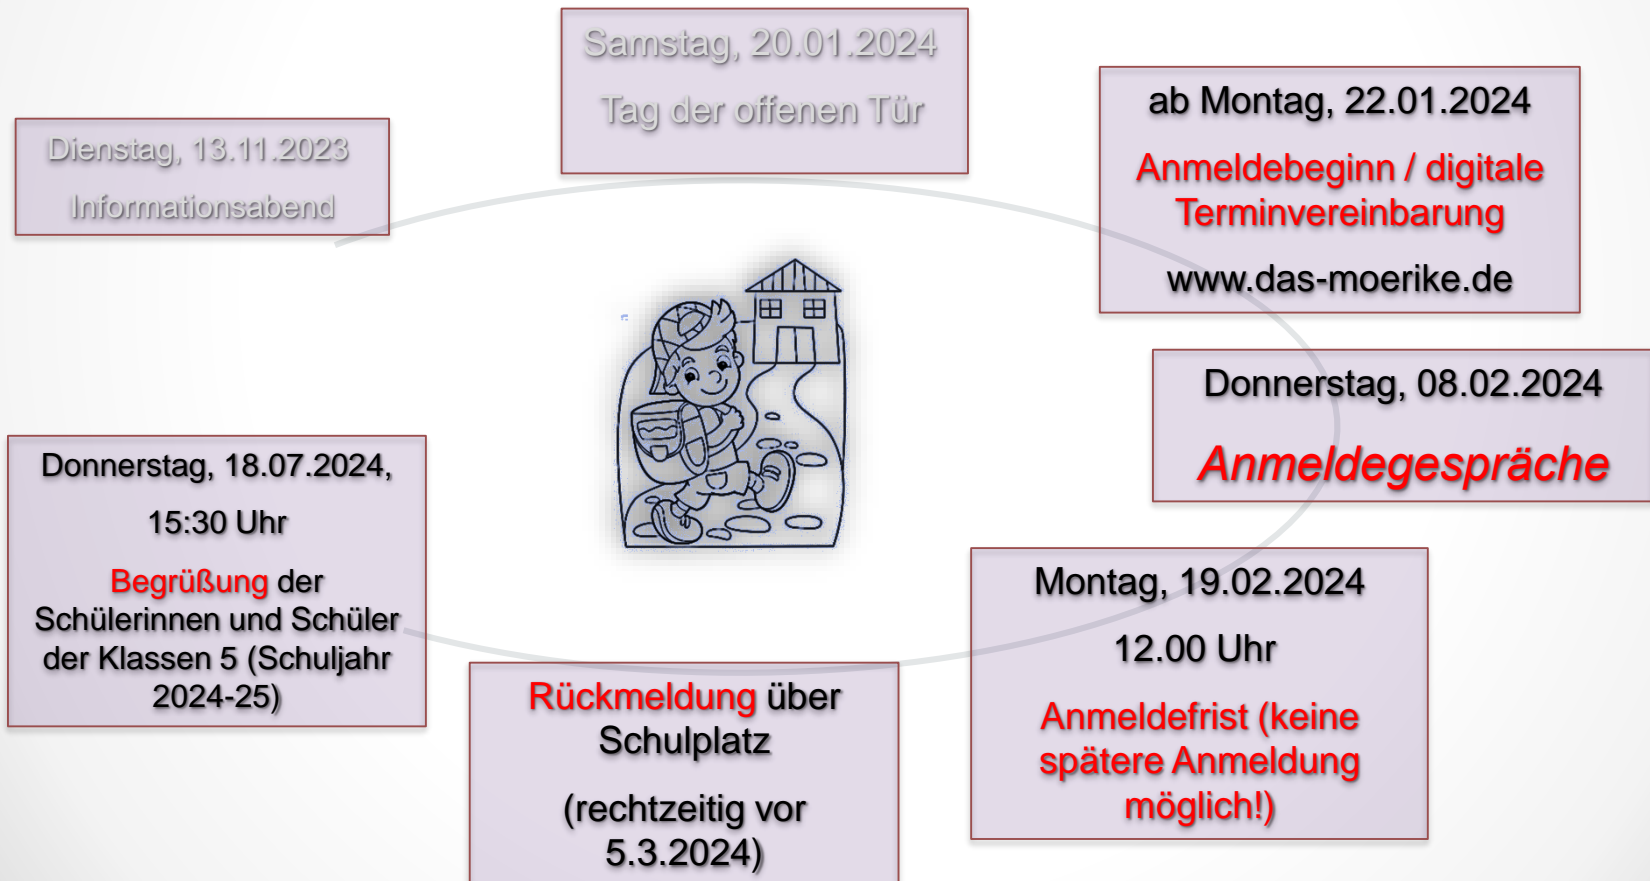 Dienstag, 13.11.2023
Informationsabend
Samstag, 20.01.2024
Tag der offenen Tür
ab Montag, 22.01.2024
Anmeldebeginn / digitale
Terminvereinbarung
www.das-moerike.de
Donnerstag, 08.02.2024
Anmeldegespräche
Montag, 19.02.2024
12.00 Uhr
Anmeldefrist (keine
spätere Anmeldung
möglich!)
Rückmeldung über
Schulplatz
(rechtzeitig vor
5.3.2024)
Donnerstag, 18.07.2024,
15:30 Uhr
Begrüßung der
Schülerinnen und Schüler
der Klassen 5 (Schuljahr
2024-25)